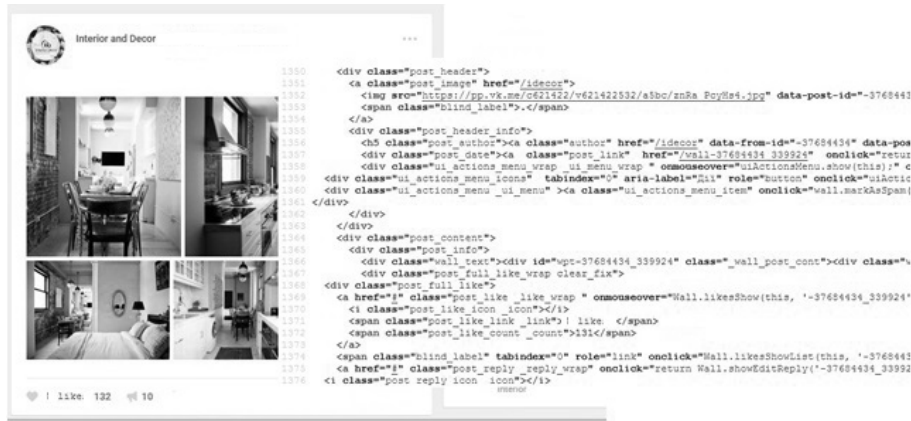 Interior and Decor
1350 <div class="post_header">
1351 <a class="post_image" href="/idecor">
1352 <img src="https://pp.vk.me/c621422/v621422532/a5bc/znRa_PcyHs4.jpg" data-post-id="-376843
1353 <span class="blind_label">.</span>
1354 </a>
1355 <div class="post_header_info">
1356 <h5 class="post_author"><a class="author" href="/idecor" data-from-id="-37684434" data-pos
1357 <div class="post_date"><a class="post_link" href="/wall-37684434_339924" onclick="retur
1358 <div class="ui_actions_menu_wrap _ui_menu_wrap " onmouseover="uiActionsMenu.show(this);" o
1359 <div class="ui_actions_menu_icons" tabindex="0" aria-label= role="button" onclick="uiActio
1360 <div class="ui_actions_menu _ui_menu" ><a class="ui_actions_menu_item" onclick="wall.markAsSpam(
1361 </div>
1362 </div>
1363 </div>
1364 <div class="post_content">
1365 <div class="post_info">
1366 <div class="wall_text"><div id="wpt-37684434_339924" class="_wall_post_cont"><div class="w
1367 <div class="post_full_like_wrap clear_fix">
1368 <div class="post_full_like">
1369 <a href="#" class="post_like _like_wrap " onmouseover="Wall.likesShow(this, '-37684434_339924'
1370 <i class="post_like_icon _icon"></i>
1371 <span class="post_like_link _link">! like </span>
1372 <span class="post_like_count _count">131</span>
1373 </a>
1374 <span class="blind_label" tabindex="0" role="link" onclick="Wall.likesShowList(this, '-3768443
1375 <a href="#" class="post_reply _reply_wrap" onclick="return Wall.showEditReply('-37684434_33992
1376 <i class="post_reply_icon _icon"></i>
interior
! like 132 10